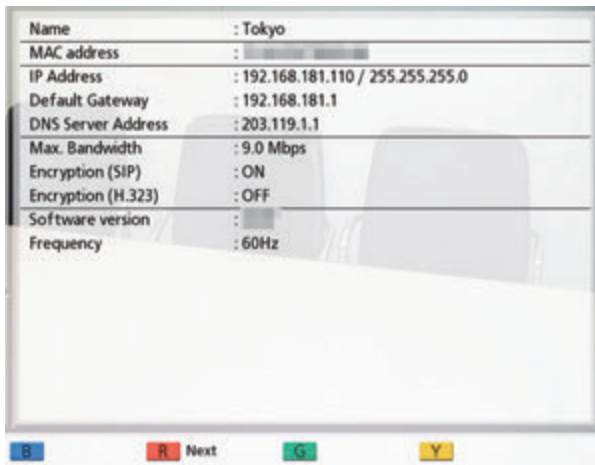 Name : Tokyo
MAC address :
IP Address : 192.168.181.110 / 255.255.255.0
Default Gateway : 192.168.181.1
DNS Server Address : 203.119.1.1
Max. Bandwidth : 9.0 Mbps
Encryption (SIP) : ON
Encryption (H.323) : OFF
Software version :
Frequency : 60Hz
B R Next G Y